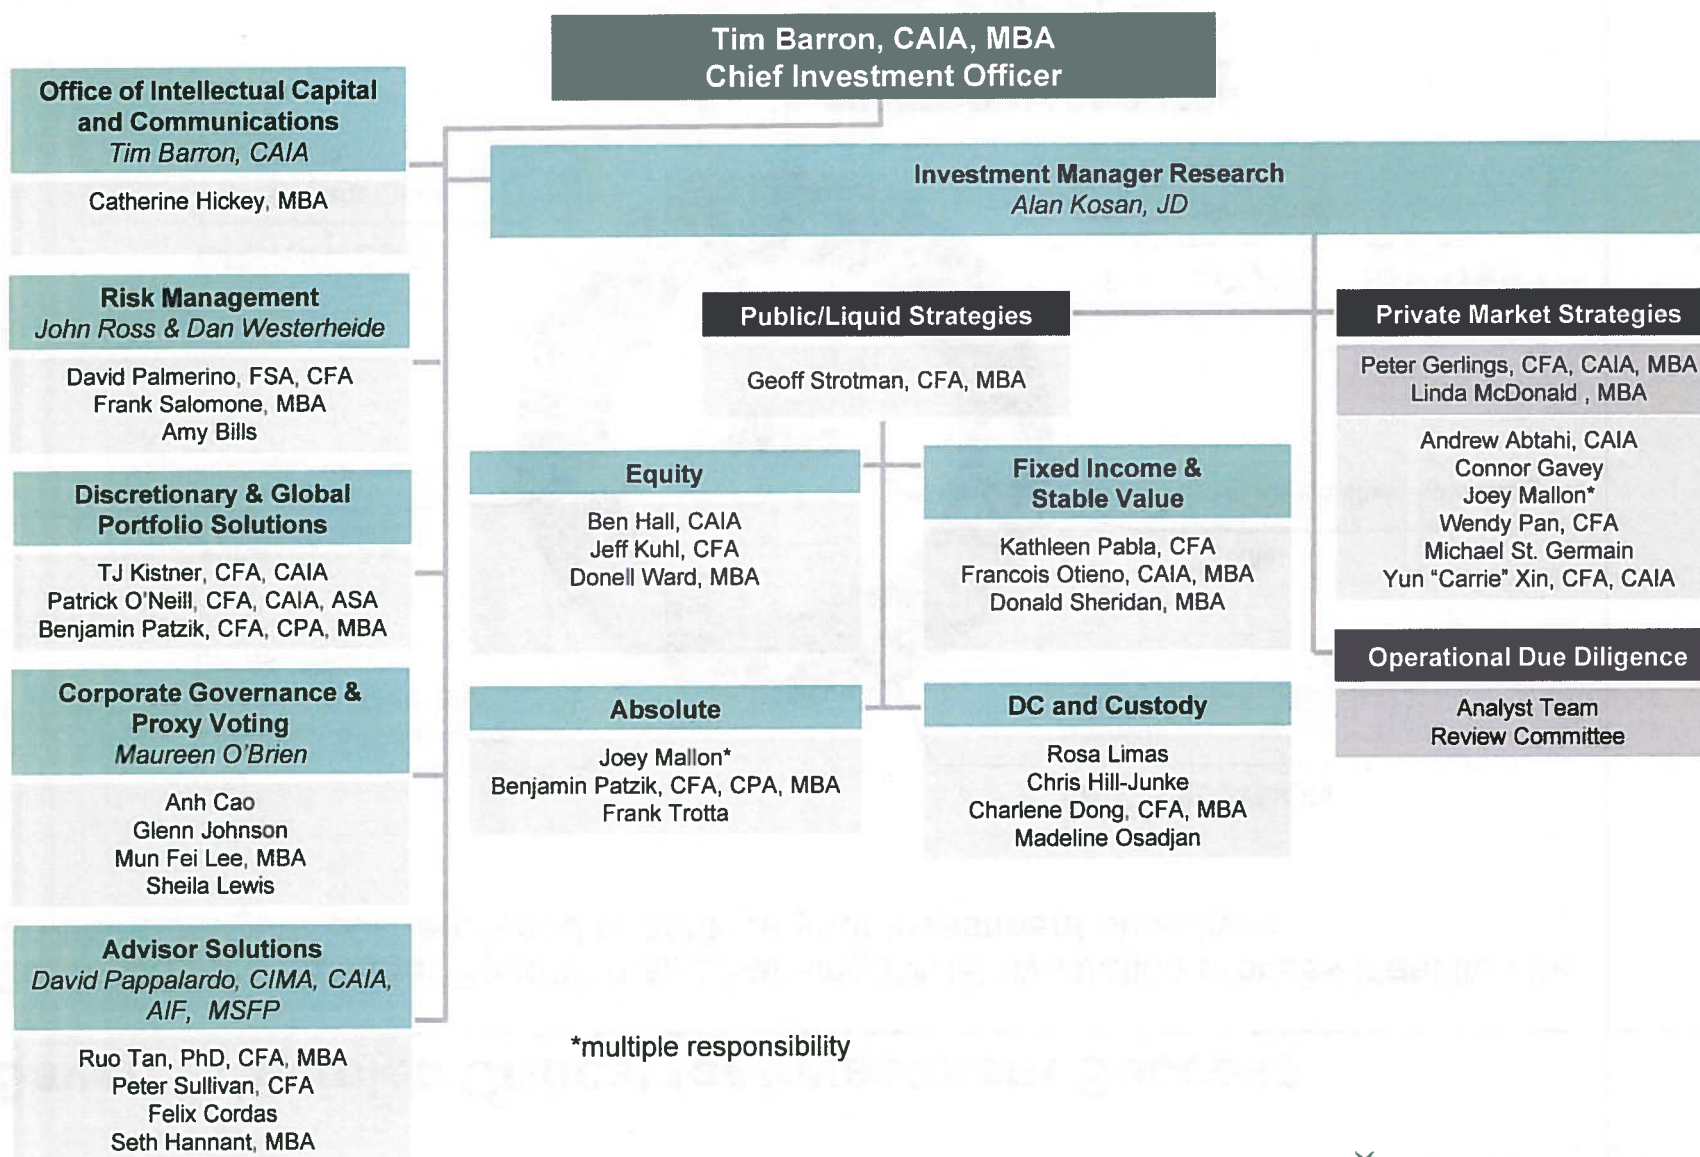 Tim Barron, CAIA, MBA
Chief Investment Officer
Office of Intellectual Capital
and Communications
Tim Barron, CAIA
Catherine Hickey, MBA
Investment Manager Research
Alan Kosan, JD
Risk Management
John Ross & Dan Westerheide
David Palmerino, FSA, CFA
Frank Salomone, MBA
Amy Bills
Discretionary & Global
Portfolio Solutions
TJ Kistner, CFA, CAIA
Patrick O'Neill, CFA, CAIA, ASA
Benjamin Patzik, CFA, CPA, MBA
Corporate Governance &
Proxy Voting
Maureen O'Brien
Anh Cao
Glenn Johnson
Mun Fei Lee, MBA
Sheila Lewis
Advisor Solutions
David Pappalardo, CIMA, CAIA,
AIF, MSFP
Ruo Tan, PhD, CFA, MBA
Peter Sullivan, CFA
Felix Cordas
Seth Hannant, MBA
Public/Liquid Strategies
Geoff Strotman, CFA, MBA
Equity
Ben Hall, CAIA
Jeff Kuhl, CFA
Donell Ward, MBA
Fixed Income &
Stable Value
Kathleen Pabla, CFA
Francois Otieno, CAIA, MBA
Donald Sheridan, MBA
Absolute
Joey Mallon*
Benjamin Patzik, CFA, CPA, MBA
Frank Trotta
DC and Custody
Rosa Limas
Chris Hill-Junke
Charlene Dong, CFA, MBA
Madeline Osadjan
Private Market Strategies
Peter Gerlings, CFA, CAIA, MBA
Linda McDonald , MBA
Andrew Abtahi, CAIA
Connor Gavey
Joey Mallon*
Wendy Pan, CFA
Michael St. Germain
Yun “Carrie” Xin, CFA, CAIA
Operational Due Diligence
Analyst Team
Review Committee
*multiple responsibility